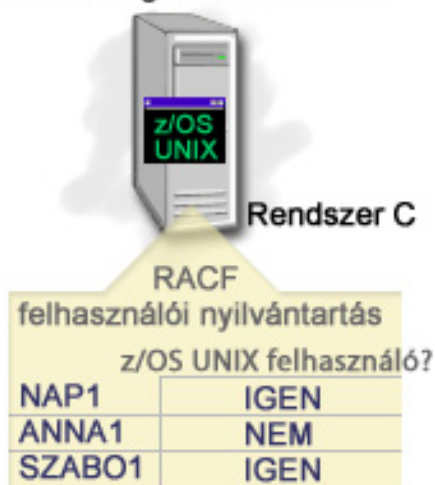 z/OS
UNIX
Rendszer C
RACF
felhasználói nyilvántartás
z/OS UNIX felhasználó?
NAP1 IGEN
ANNA1 NEM
SZABO1 IGEN